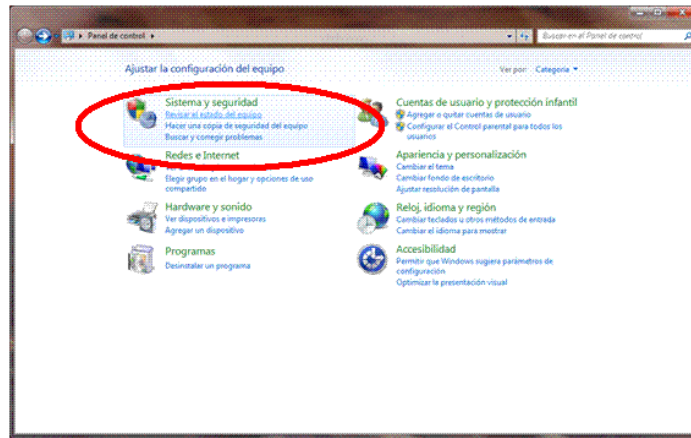 Panel de control
Buscar en el Panel de control
Ajustar la configuración del equipo
Ver por: Categoría
Sistema y seguridad
Revisar el estado del equipo
Hacer una copia de seguridad del equipo
Buscar y corregir problemas
Redes e Internet
Elegir grupo en el hogar y opciones de uso
compartido
Hardware y sonido
Ver dispositivos e impresoras
Agregar un dispositivo
Programas
Desinstalar un programa
Cuentas de usuario y protección infantil
Agregar o quitar cuentas de usuario
Configurar el Control parental para todos los
usuarios
Apariencia y personalización
Cambiar el tema
Cambiar fondo de escritorio
Ajustar resolución de pantalla
Reloj, idioma y región
Cambiar teclados u otros métodos de entrada
Cambiar el idioma para mostrar
Accesibilidad
Permitir que Windows sugiera parámetros de
configuración
Optimizar la presentación visual